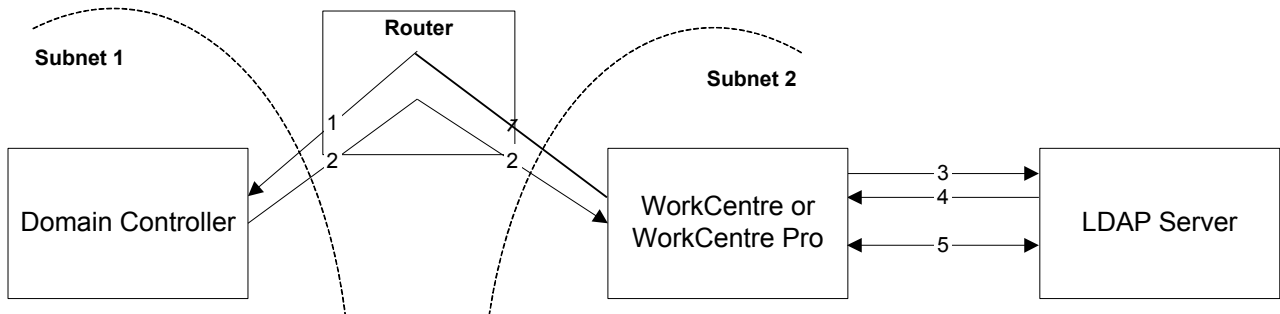 Router
Subnet 1
Subnet 2
1
2
2
Domain Controller
WorkCentre or
WorkCentre Pro
3
4
5
LDAP Server